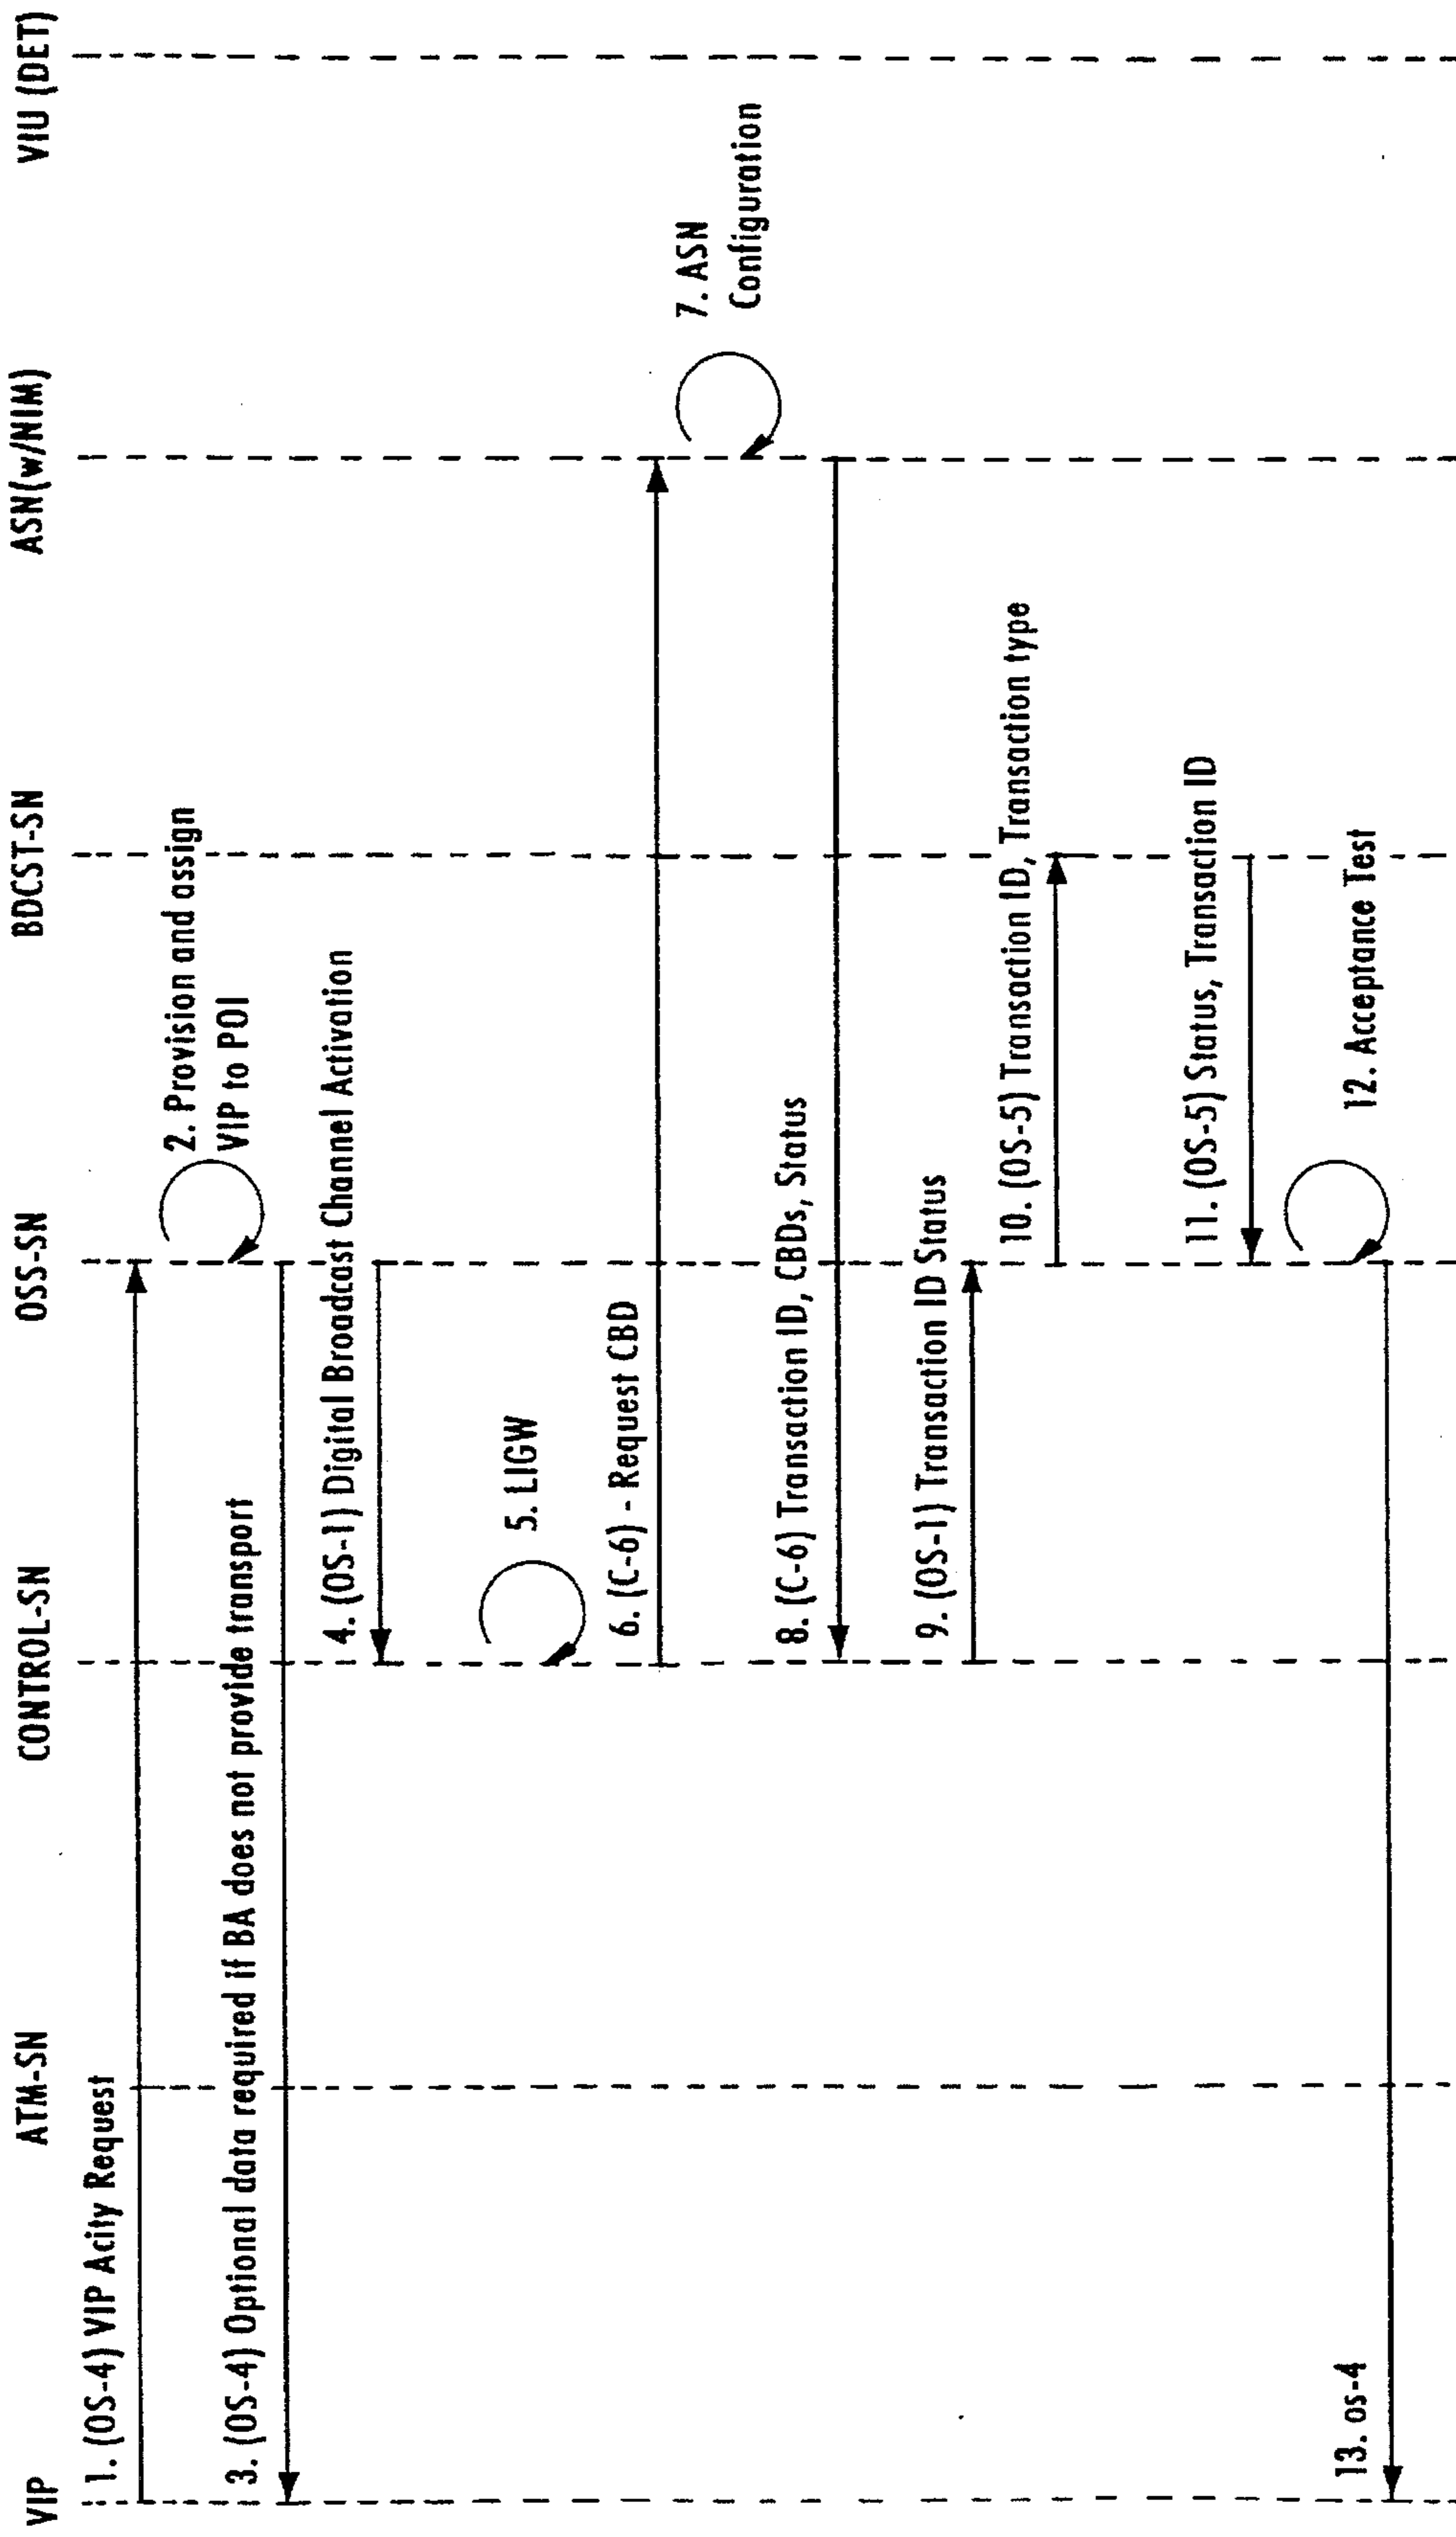 VIP
ATM-SN
CONTROL-SN
OSS-SN
BDCST-SN
ASN(w/NIM)
VIU (DET)
1. (OS-4) VIP Acity Request
2. Provision and assign
VIP to POI
3. (OS-4) Optional data required if BA does not provide transport
4. (OS-1) Digital Broadcast Channel Activation
5. LIGW
6. (C-6) - Request CBD
7. ASN
Configuration
8. (C-6) Transaction ID, CBDs, Status
9. (OS-1) Transaction ID Status
10. (OS-5) Transaction ID, Transaction type
11. (OS-5) Status, Transaction ID
12. Acceptance Test
13. os-4